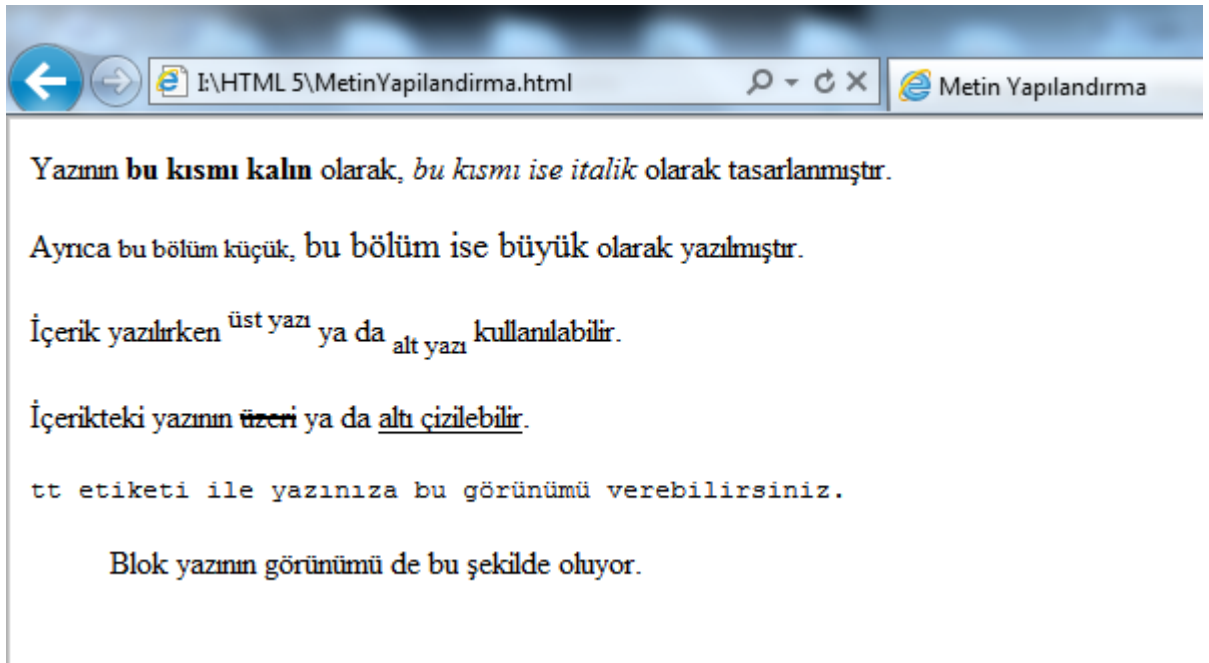 I:\HTML 5\MetinYapilandirma.html
Metin Yapılandırma
Yazının bu kısmı kalın olarak, bu kısmı ise italik olarak tasarlanmıştır.
Ayrıca bu bölüm küçük, bu bölüm ise büyük olarak yazılmıştır.
İçerik yazılırken üst yazı ya da alt yazı kullanılabilir.
İçerikteki yazının üzeri ya da altı çizilebilir.
tt etiketi ile yazınıza bu görünümü verebilirsiniz.
Blok yazının görünümü de bu şekilde oluyor.